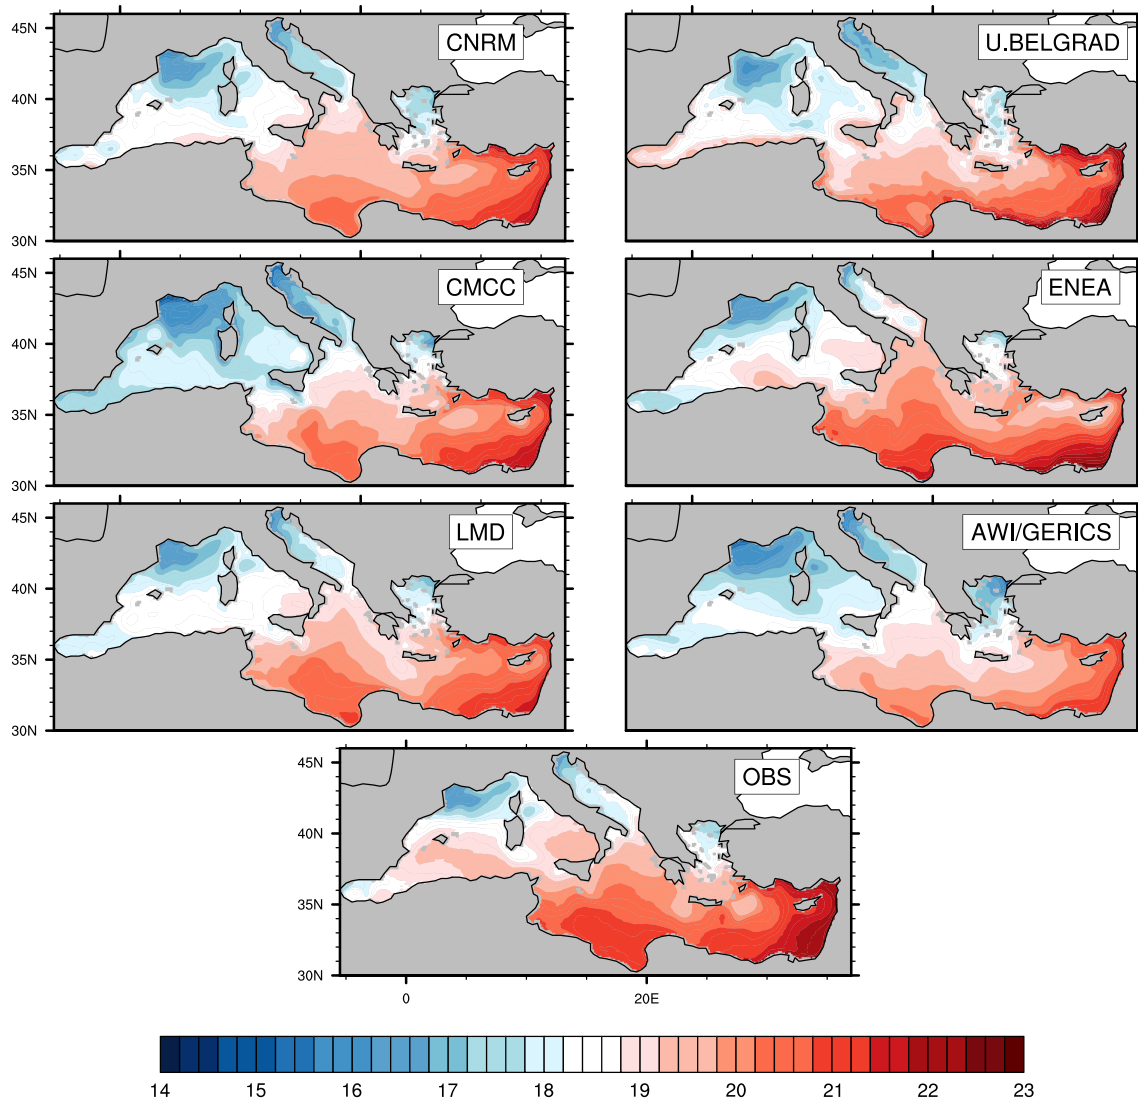 45N
CNRM
U.BELGRAD
40N
35N
30N
45N
CMCC
ENEA
40N
35N
30N
45N
LMD
AWI/GERICS
40N
35N
30N
45N
OBS
40N
35N
30N
0 20E
14 15 16 17 18 19 20 21 22 23